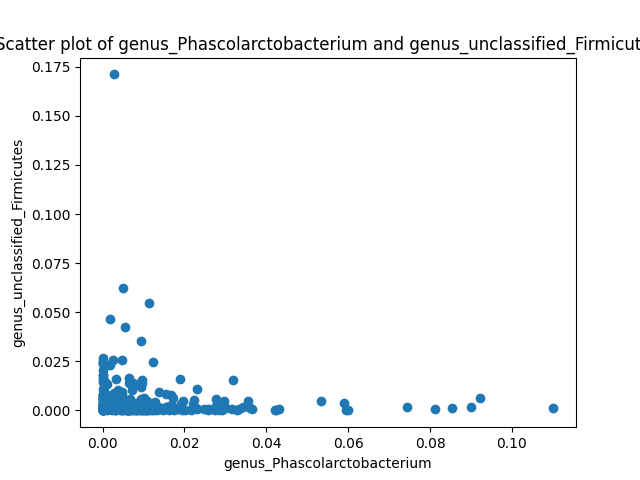 Scatter plot of genus_Phascolarctobacterium and genus_unclassified_Firmicut
0.175
0.150
0.125
0.100
0.075
0.050
0.025
0.000
genus_unclassified_Firmicutes
0.00 0.02 0.04 0.06 0.08 0.10
genus_Phascolarctobacterium